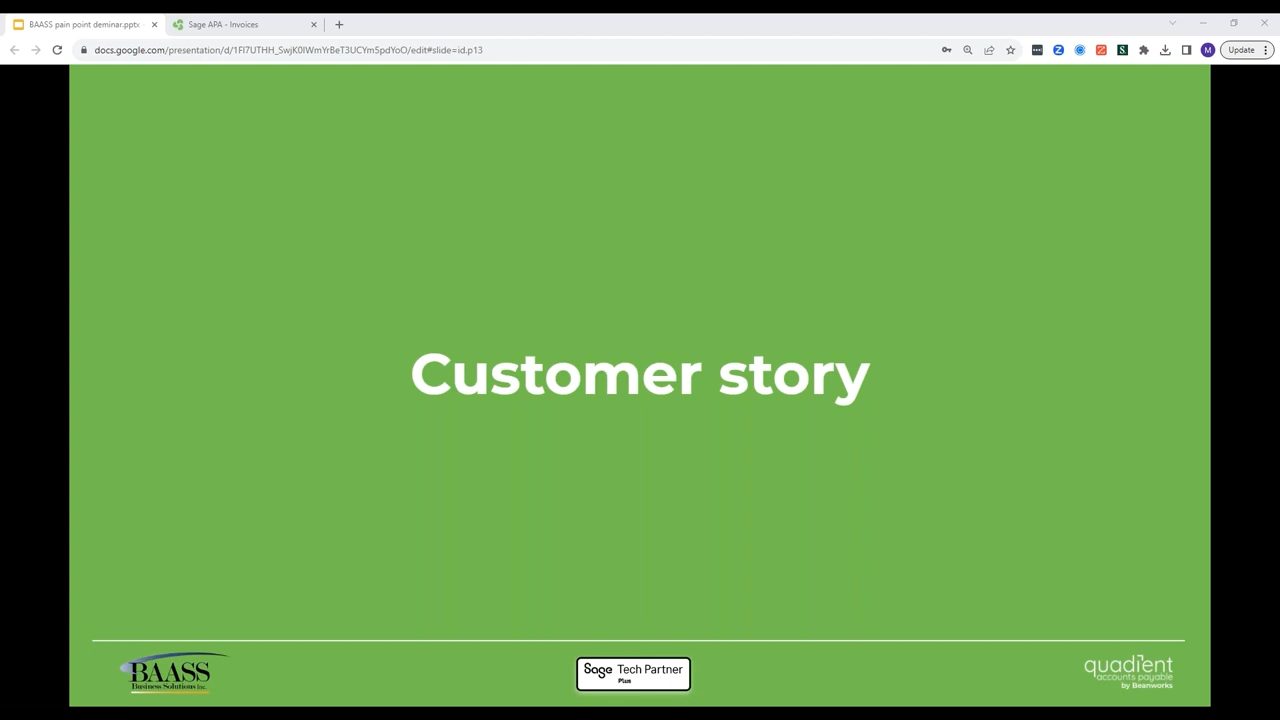 BAASS pain point deminar.pptx
Sage APA - Invoices
docs.google.com/presentation/d/1FI7UTHH_SwjK0IWmYrBeT3UCYm5pdYoO/edit#slide=id.p13
M
Update
Customer story
BAASS
Business Solutions Inc.
Sage Tech Partner
Plus
quadient
accounts payable
by Beanworks